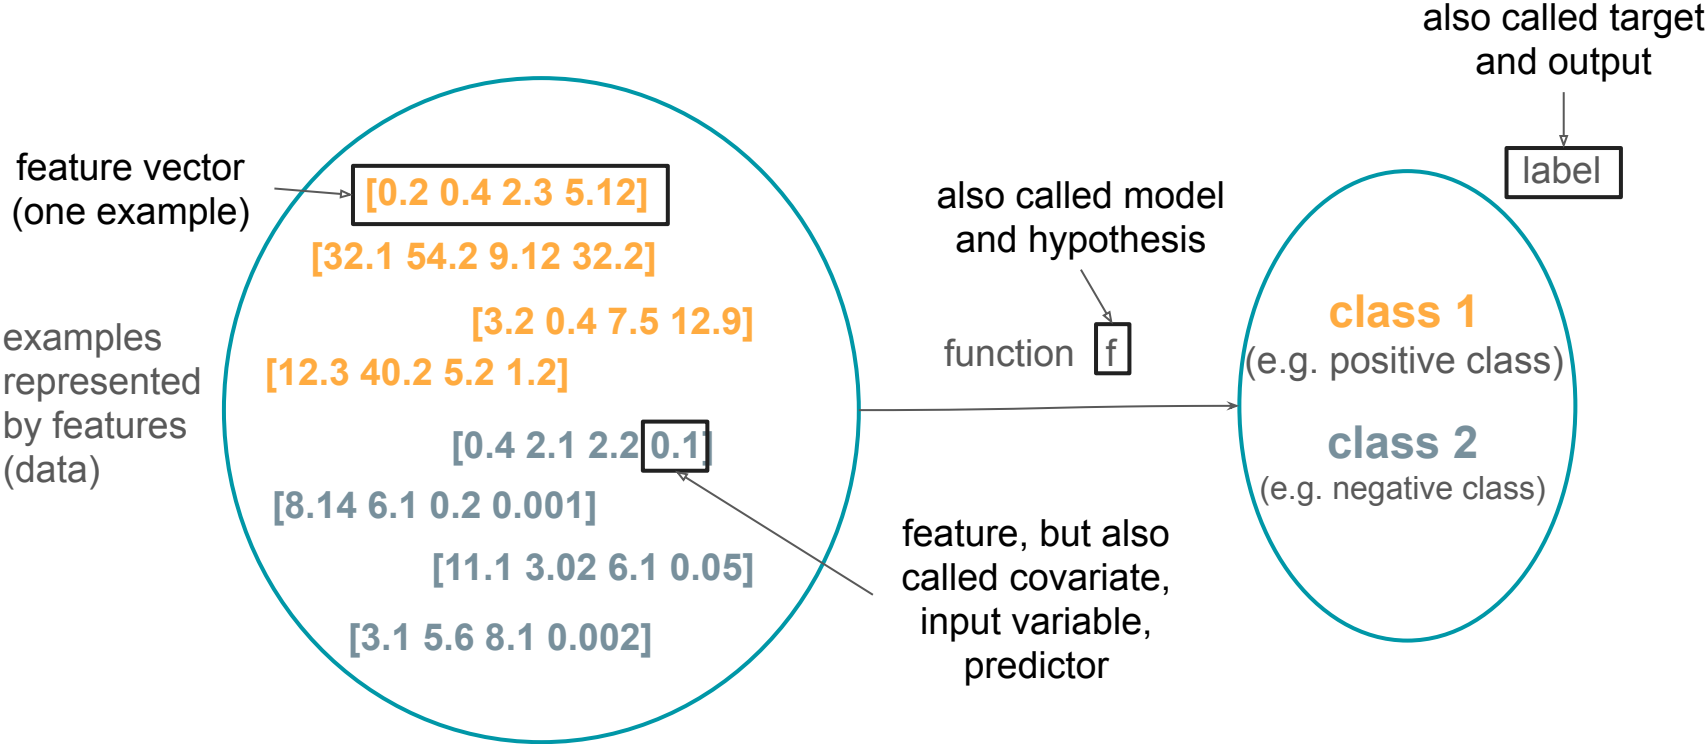 also called target
and output
label
feature vector
(one example)
[0.2 0.4 2.3 5.12]
[32.1 54.2 9.12 32.2]
[3.2 0.4 7.5 12.9]
[12.3 40.2 5.2 1.2]
[0.4 2.1 2.2 0.1]
[8.14 6.1 0.2 0.001]
[11.1 3.02 6.1 0.05]
[3.1 5.6 8.1 0.002]
examples
represented
by features
(data)
also called model
and hypothesis
function f
feature, but also
called covariate,
input variable,
predictor
class 1
(e.g. positive class)
class 2
(e.g. negative class)